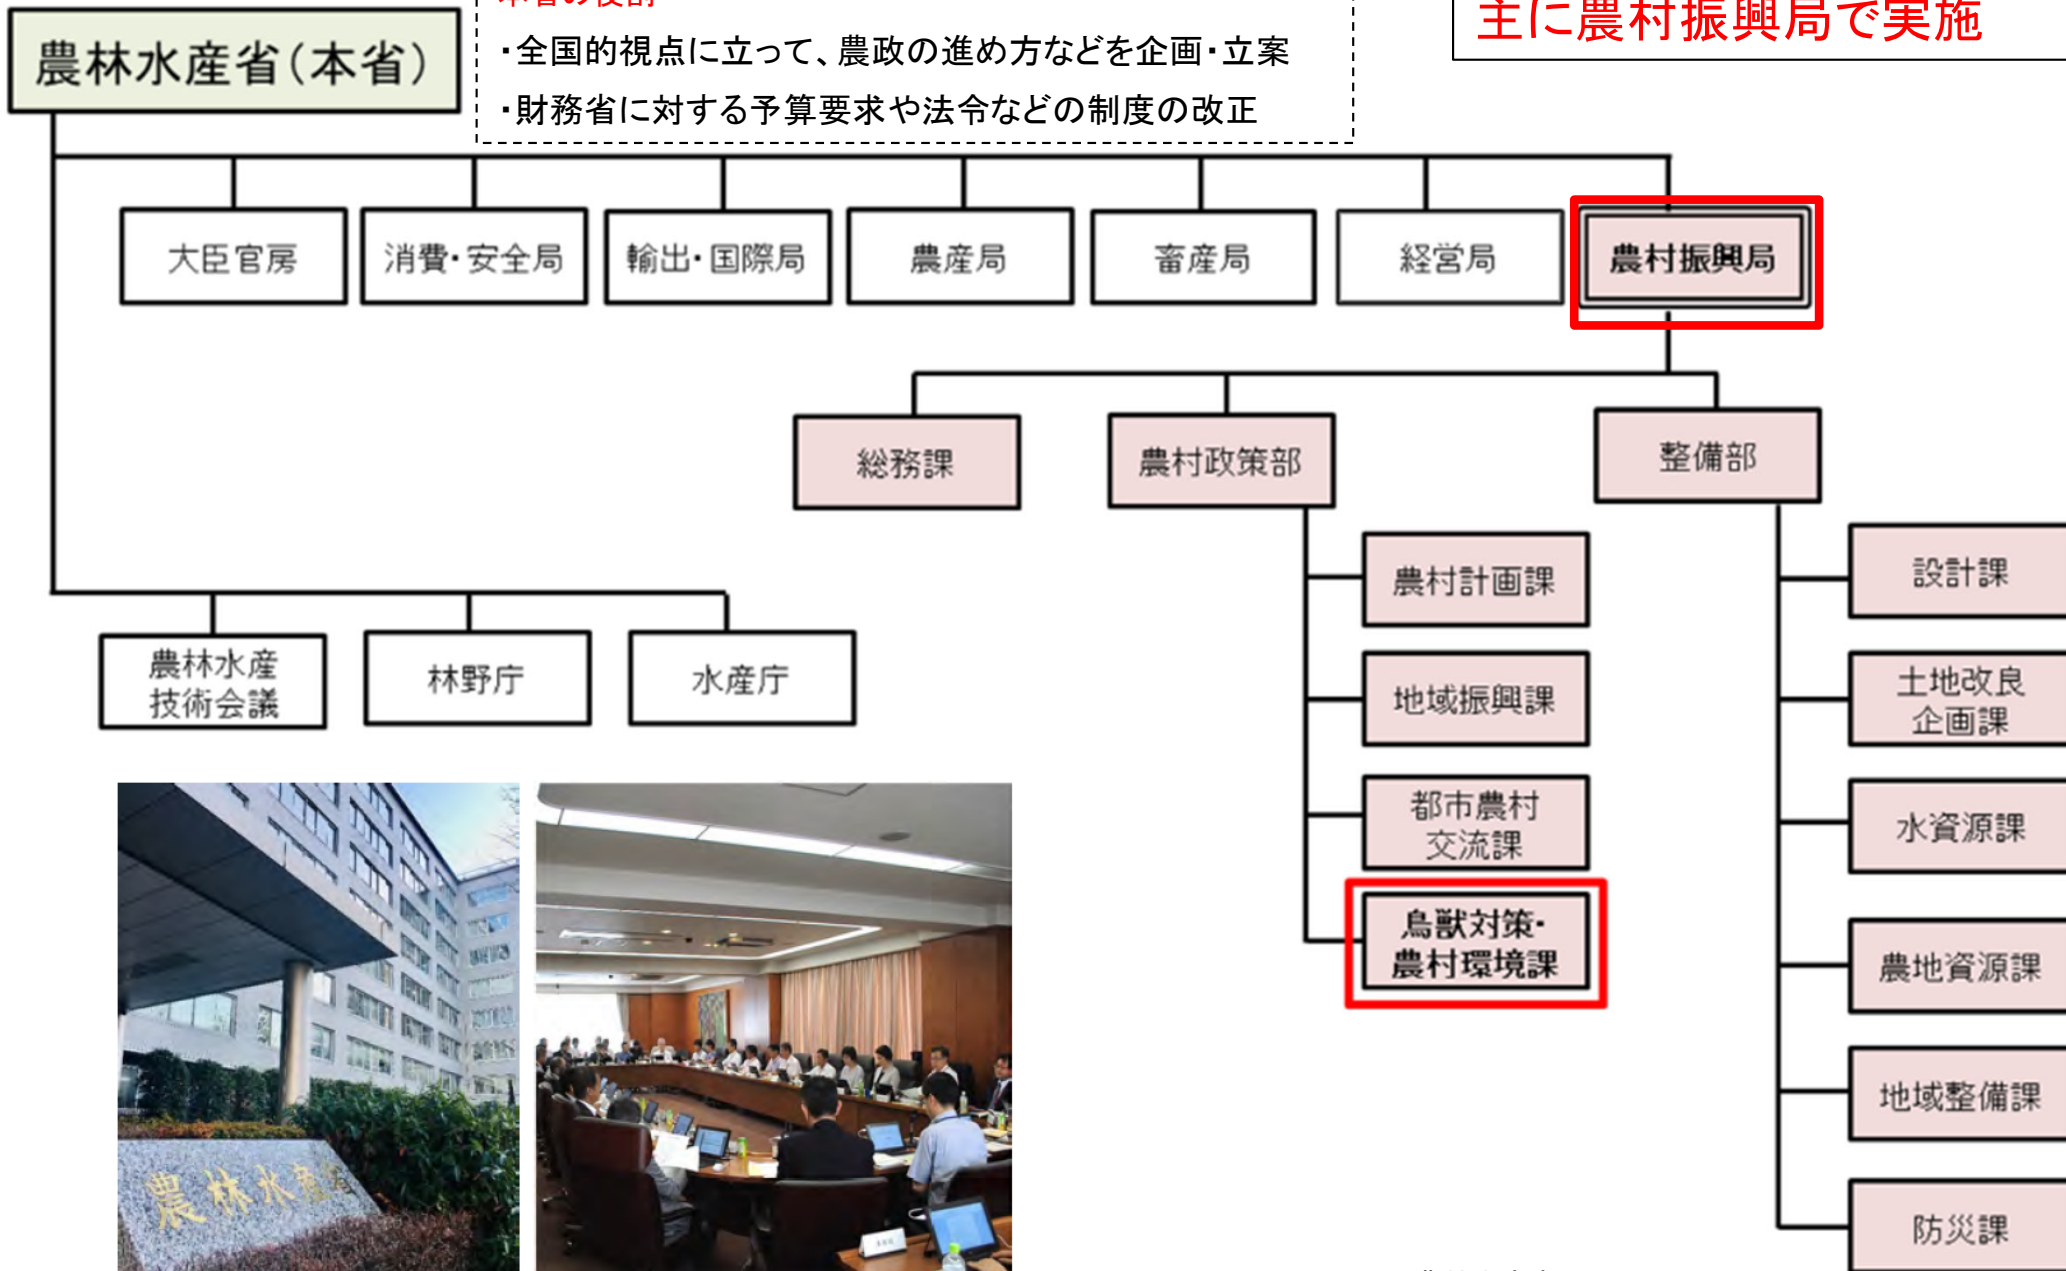 農林水産省(本省)
本省の役割
・全国的視点に立って、農政の進め方などを企画・立案
・財務省に対する予算要求や法令などの制度の改正
主に農村振興局で実施
大臣官房
消費・安全局
輸出・国際局
農産局
畜産局
経営局
農村振興局
総務課
農村政策部
整備部
農村計画課
地域振興課
都市農村
交流課
鳥獣対策・
農村環境課
設計課
土地改良
企画課
水資源課
農地資源課
地域整備課
防災課
農林水産
技術会議
林野庁
水産庁
農林水産省